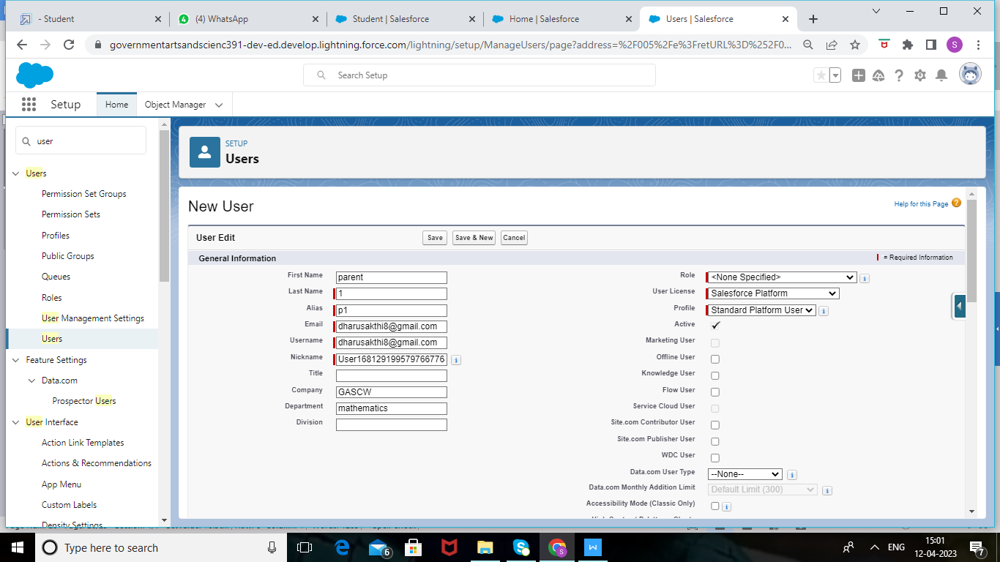 - Student
(4) WhatsApp
Student | Salesforce
Home | Salesforce
Users | Salesforce
governmentartsandscienc391-dev-ed.develop.lightning.force.com/lightning/setup/ManageUsers/page?address=%2F005%2Fe%3FretURL%3D%252F0...
S
Search Setup
Setup
Home
Object Manager
user
Users
Permission Set Groups
Permission Sets
Profiles
Public Groups
Queues
Roles
User Management Settings
Users
Feature Settings
Data.com
Prospector Users
User Interface
Action Link Templates
Actions & Recommendations
App Menu
Custom Labels
Density Settings
SETUP
Users
New User
Help for this Page
User Edit
Save
Save & New
Cancel
General Information
= Required Information
First Name parent
Last Name 1
Alias p1
Email dharusakthi8@gmail.com
Username dharusakthi8@gmail.com
Nickname User168129199579766776
Title
Company GASCW
Department mathematics
Division
Role <None Specified>
User License Salesforce Platform
Profile Standard Platform User
Active
Marketing User
Offline User
Knowledge User
Flow User
Service Cloud User
Site.com Contributor User
Site.com Publisher User
WDC User
Data.com User Type --None--
Data.com Monthly Addition Limit Default Limit (300)
Accessibility Mode (Classic Only)
Type here to search
6
S
W
ENG
15:01
12-04-2023
7